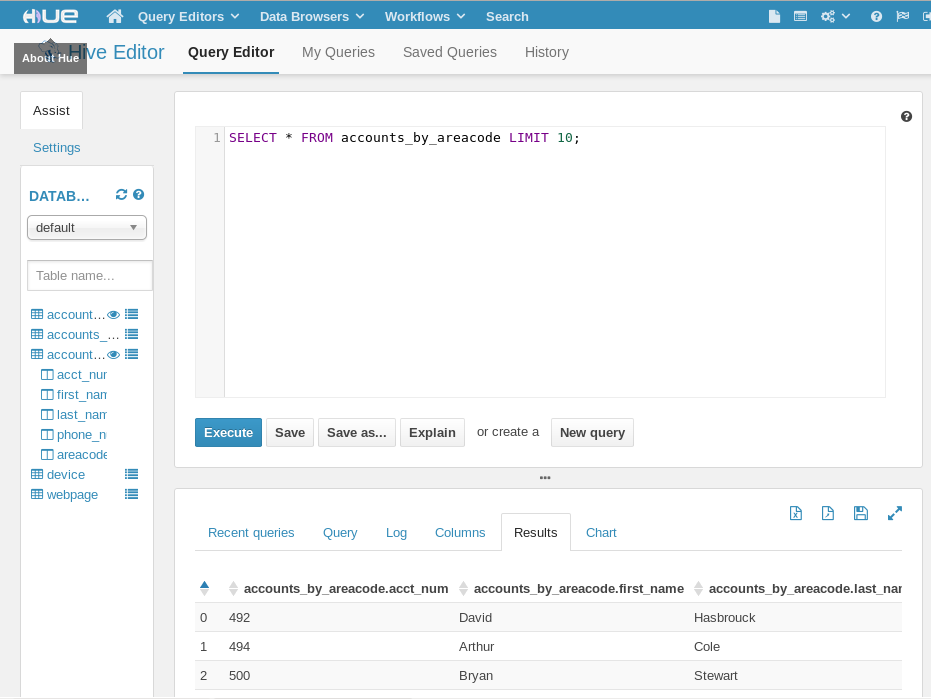 HUE Query Editors Data Browsers Workflows Search
About Hue
Hive Editor Query Editor My Queries Saved Queries History
Assist
Settings
DATAB...
default
Table name...
account...
accounts_...
account...
acct_nur
first_nam
last_nam
phone_n
areacode
device
webpage
1 SELECT * FROM accounts_by_areacode LIMIT 10;
Execute Save Save as... Explain or create a New query
Recent queries Query Log Columns Results Chart
accounts_by_areacode.acct_num accounts_by_areacode.first_name accounts_by_areacode.last_nar
0 492 David Hasbrouck
1 494 Arthur Cole
2 500 Bryan Stewart